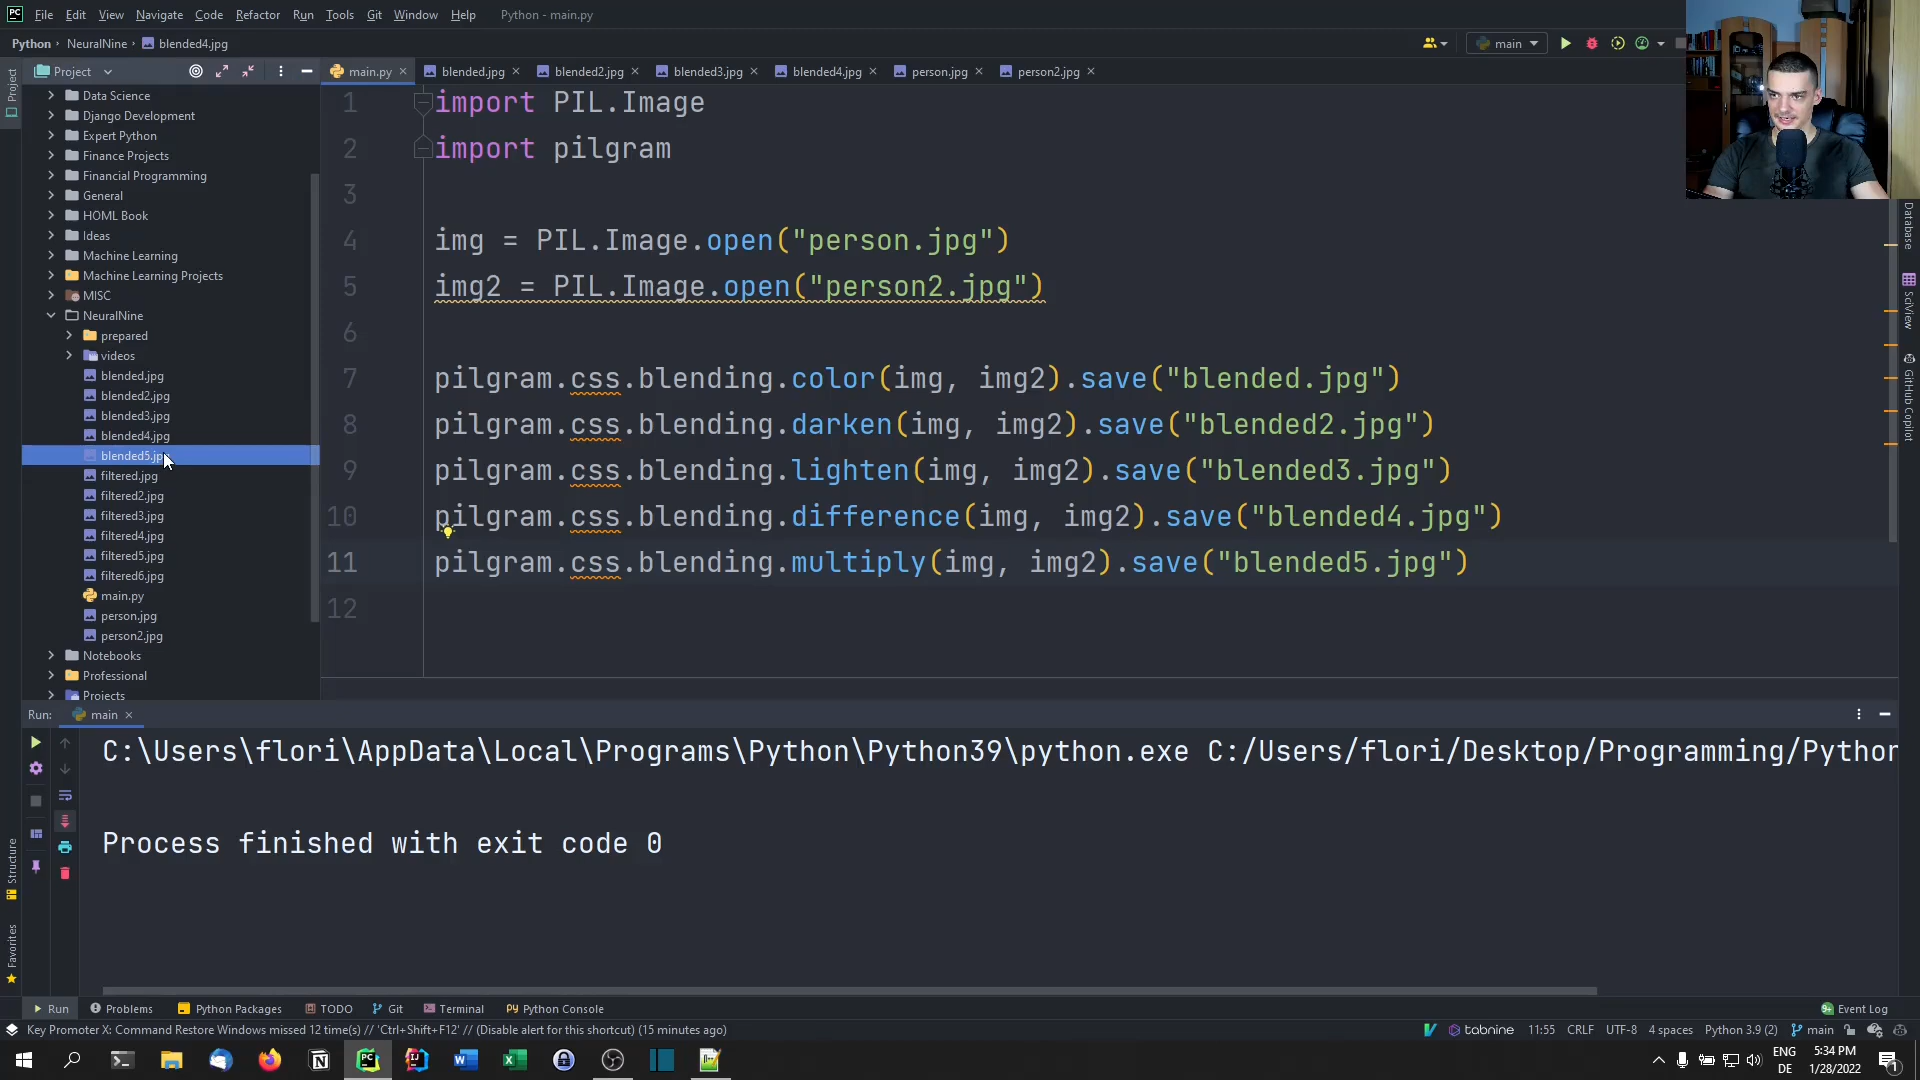 PC File Edit View Navigate Code Refactor Run Tools Git Window Help Python - main.py
Python NeuralNine blended4.jpg
main
Project
Project
main.py
blended.jpg
blended2.jpg
blended3.jpg
blended4.jpg
person.jpg
person2.jpg
Data Science
Django Development
Expert Python
Finance Projects
Financial Programming
General
HOML Book
Ideas
Machine Learning
Machine Learning Projects
MISC
NeuralNine
prepared
videos
blended.jpg
blended2.jpg
blended3.jpg
blended4.jpg
blended5.jpg
filtered.jpg
filtered2.jpg
filtered3.jpg
filtered4.jpg
filtered5.jpg
filtered6.jpg
main.py
person.jpg
person2.jpg
Notebooks
Professional
Projects
1 import PIL.Image
2 import pilgram
3
4 img = PIL.Image.open("person.jpg")
5 img2 = PIL.Image.open("person2.jpg")
6
7 pilgram.css.blending.color(img, img2).save("blended.jpg")
8 pilgram.css.blending.darken(img, img2).save("blended2.jpg")
9 pilgram.css.blending.lighten(img, img2).save("blended3.jpg")
10 pilgram.css.blending.difference(img, img2).save("blended4.jpg")
11 pilgram.css.blending.multiply(img, img2).save("blended5.jpg")
12
Database
SciView
GitHub Copilot
Run: main
C:\Users\flori\AppData\Local\Programs\Python\Python39\python.exe C:/Users/flori/Desktop/Programming/Python
Process finished with exit code 0
Structure
Favorites
Run Problems Python Packages TODO Git Terminal Python Console Event Log
Key Promoter X: Command Restore Windows missed 12 time(s) // 'Ctrl+Shift+F12' // (Disable alert for this shortcut) (15 minutes ago)
tabnine 11:55 CRLF UTF-8 4 spaces Python 3.9 (2) main
ENG
DE
5:34 PM
1/28/2022
1